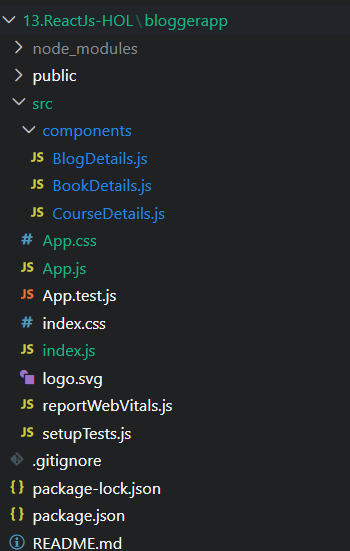 13.ReactJs-HOL\bloggerapp
node_modules
public
src
components
JS BlogDetails.js
JS BookDetails.js
JS CourseDetails.js
# App.css
JS App.js
JS App.test.js
# index.css
JS index.js
logo.svg
JS reportWebVitals.js
JS setupTests.js
.gitignore
{} package-lock.json
{} package.json
README.md